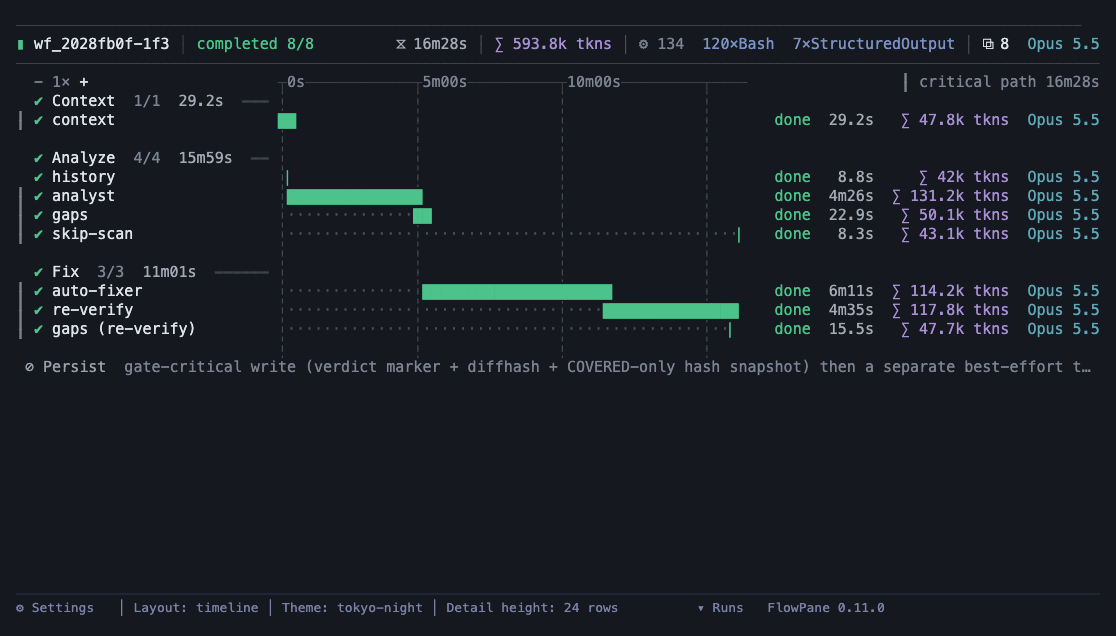 wf_2028fb0f-1f3 │ completed 8/8 ⧖ 16m28s │ ∑ 593.8k tkns │ ⚙ 134 120×Bash 7×StructuredOutput │ ⧉ 8 Opus 5.5
− 1× + 0s 5m00s 10m00s ┃ critical path 16m28s
✔ Context 1/1 29.2s
✔ context done 29.2s ∑ 47.8k tkns Opus 5.5
✔ Analyze 4/4 15m59s
✔ history done 8.8s ∑ 42k tkns Opus 5.5
✔ analyst done 4m26s ∑ 131.2k tkns Opus 5.5
✔ gaps done 22.9s ∑ 50.1k tkns Opus 5.5
✔ skip-scan done 8.3s ∑ 43.1k tkns Opus 5.5
✔ Fix 3/3 11m01s
✔ auto-fixer done 6m11s ∑ 114.2k tkns Opus 5.5
✔ re-verify done 4m35s ∑ 117.8k tkns Opus 5.5
✔ gaps (re-verify) done 15.5s ∑ 47.7k tkns Opus 5.5
⊘ Persist gate-critical write (verdict marker + diffhash + COVERED-only hash snapshot) then a separate best-effort t…
⚙ Settings │ Layout: timeline │ Theme: tokyo-night │ Detail height: 24 rows ▾ Runs FlowPane 0.11.0